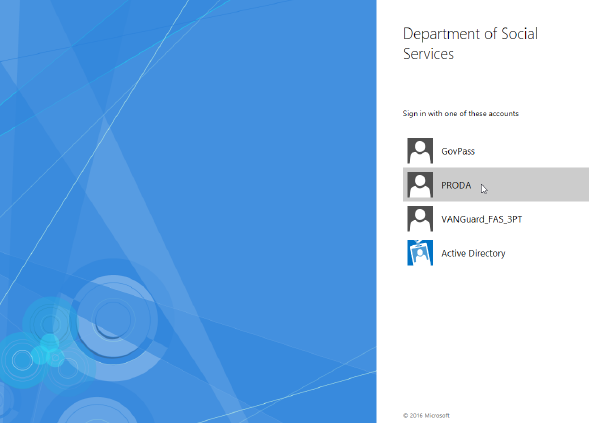 Department of Social
Services
Sign in with one of these accounts
GovPass
PRODA
VANGuard_FAS_3PT
Active Directory
© 2016 Microsoft